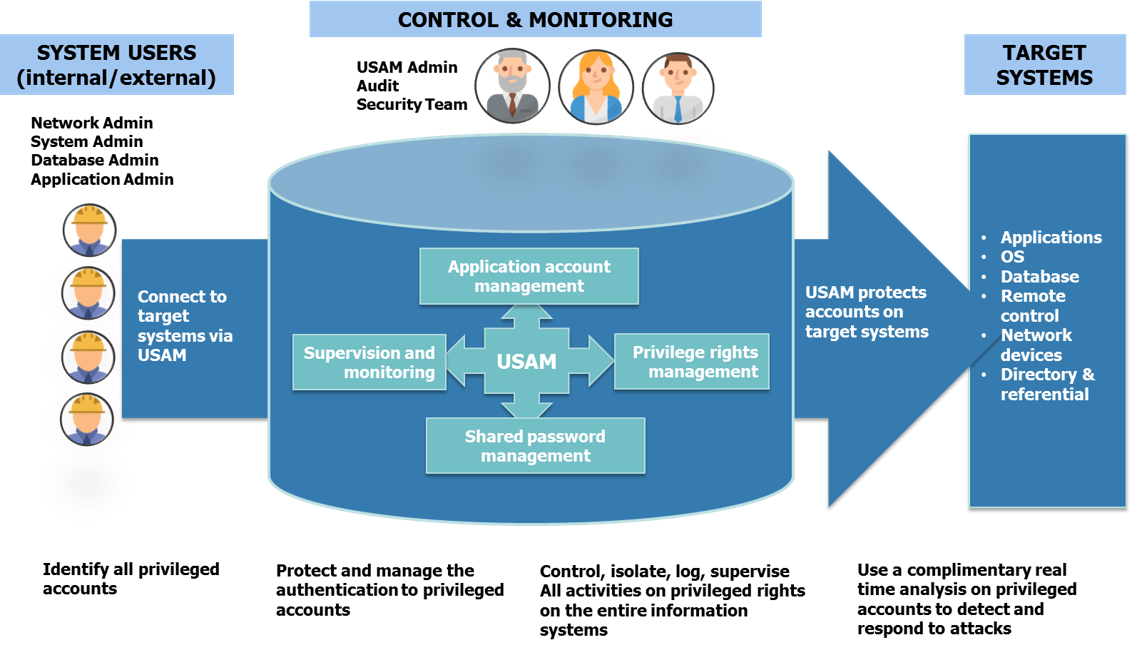 CONTROL & MONITORING
SYSTEM USERS
(internal/external)
TARGET
SYSTEMS
USAM Admin
Audit
Security Team
Network Admin
System Admin
Database Admin
Application Admin
Connect to
target
systems via
USAM
Application account
management
Supervision and
monitoring
USAM
Privilege rights
management
Shared password
management
USAM protects
accounts on
target systems
• Applications
• OS
• Database
• Remote
control
• Network
devices
• Directory &
referential
Identify all privileged
accounts
Protect and manage the
authentication to privileged
accounts
Control, isolate, log, supervise
All activities on privileged rights
on the entire information
systems
Use a complimentary real
time analysis on privileged
accounts to detect and
respond to attacks